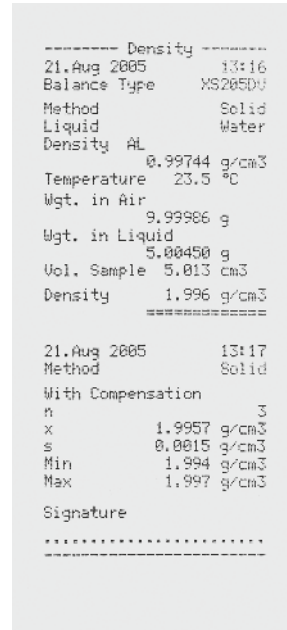 -------- Density -------
21.Aug 2005 13:16
Balance Type XS205DU
Method Solid
Liquid Water
Density AL
0.99744 g/cm3
Temperature 23.5 °C
Wgt. in Air
9.99986 g
Wgt. in Liquid
5.00450 g
Vol. Sample 5.013 cm3
Density 1.996 g/cm3
=============
21.Aug 2005 13:17
Method Solid
With Compensation
n 3
x 1.9957 g/cm3
s 0.0015 g/cm3
Min 1.994 g/cm3
Max 1.997 g/cm3
Signature
........................
------------------------